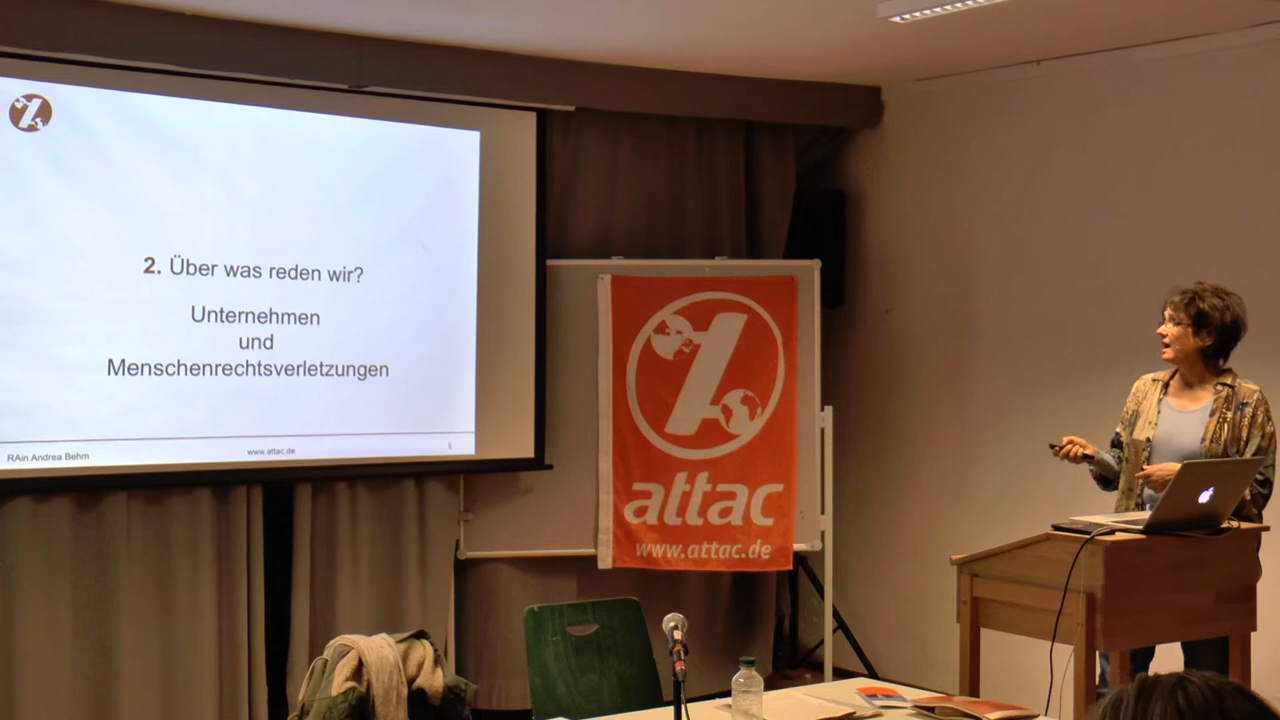 2. Über was reden wir?
Unternehmen
und
Menschenrechtsverletzungen
RAin Andrea Behm
www.attac.de
attac
www.attac.de